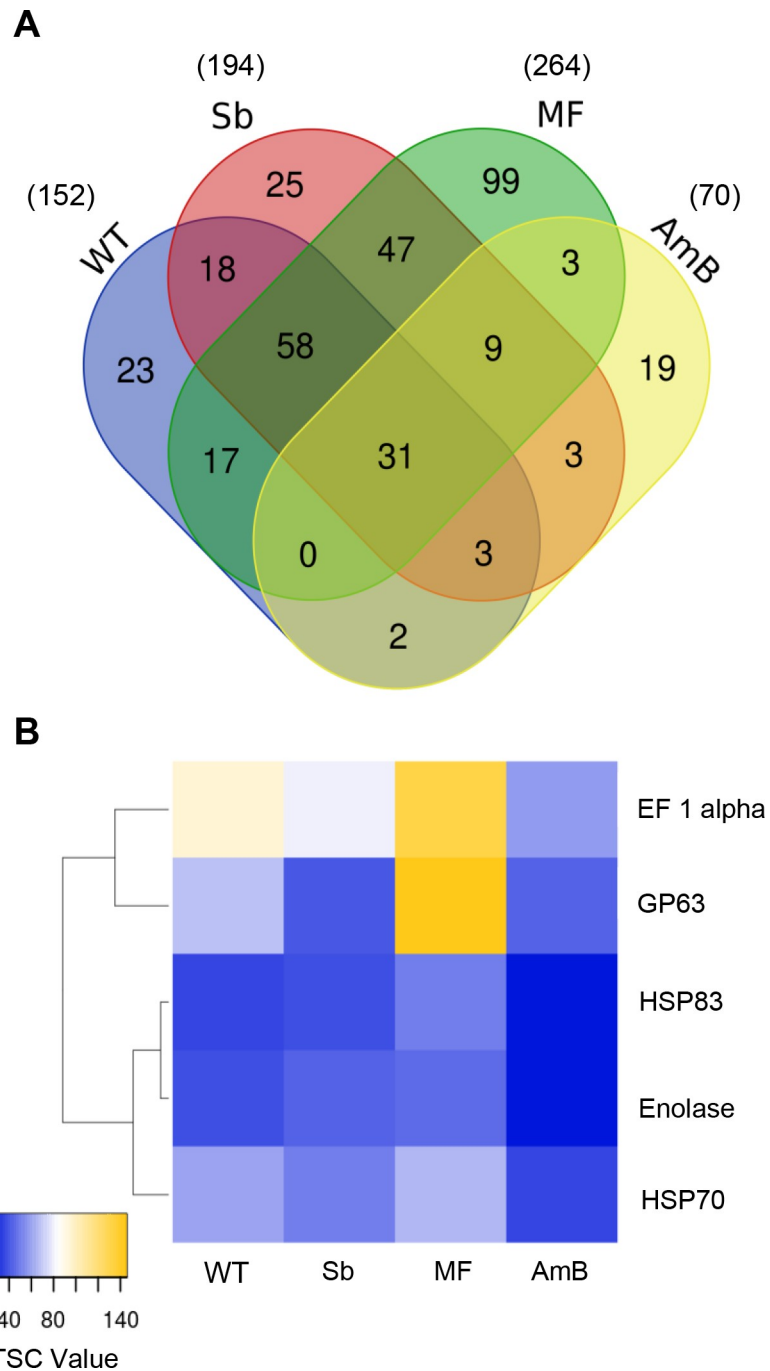 A
(194)
(264)
Sb
MF
(152)
(70)
WT
AmB
25
99
18
47
3
58
9
23
19
17
31
3
0
3
2
B
EF 1 alpha
GP63
HSP83
Enolase
HSP70
WT Sb MF AmB
40 80 140
TSC Value